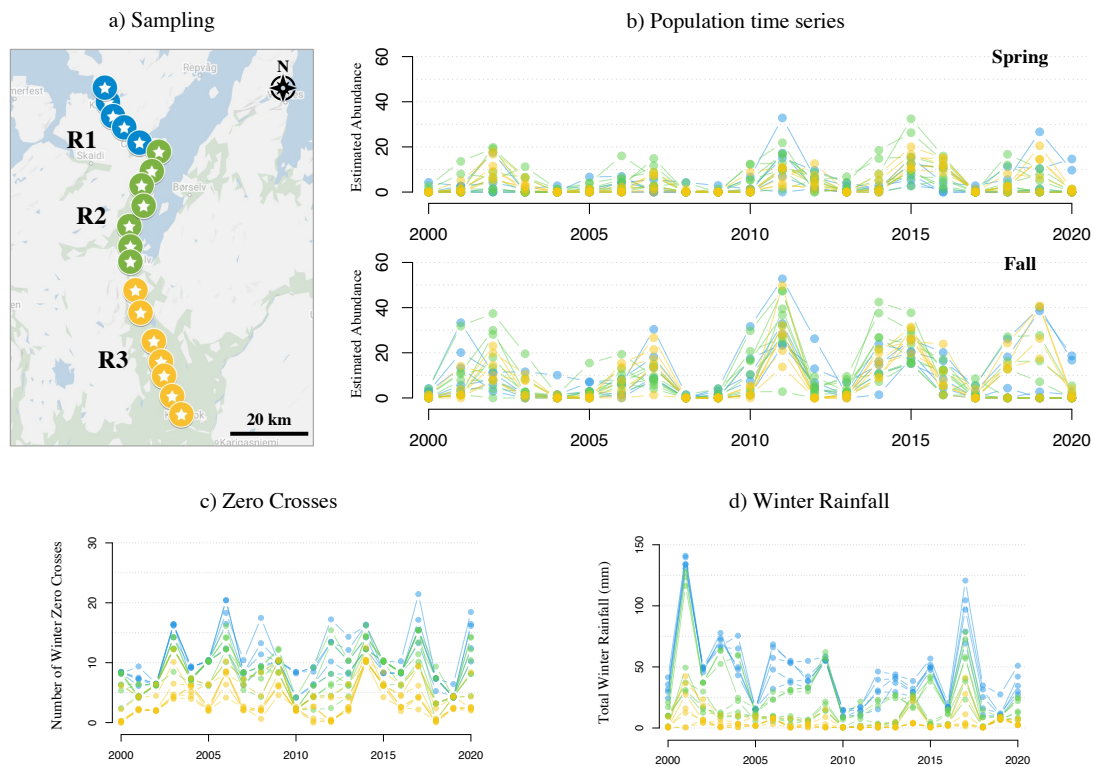 a) Sampling
b) Population time series
N
Repvåg
R1
Skaidi
Børselv
R2
R3
20 km
Karigasniemi
Spring
Estimated Abundance
60
40
20
0
2000 2005 2010 2015 2020
Fall
Estimated Abundance
60
40
20
0
2000 2005 2010 2015 2020
c) Zero Crosses
Number of Winter Zero Crosses
30
20
10
0
2000 2005 2010 2015 2020
d) Winter Rainfall
Total Winter Rainfall (mm)
150
100
50
0
2000 2005 2010 2015 2020